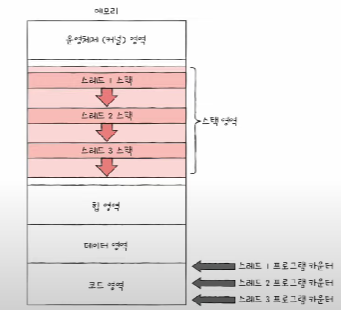 메모리
운영체제 (커널) 영역
스레드 1 스택
스레드 2 스택
스레드 3 스택
스택 영역
힙 영역
데이터 영역
코드 영역
스레드 1 프로그램 카운터
스레드 2 프로그램 카운터
스레드 3 프로그램 카운터